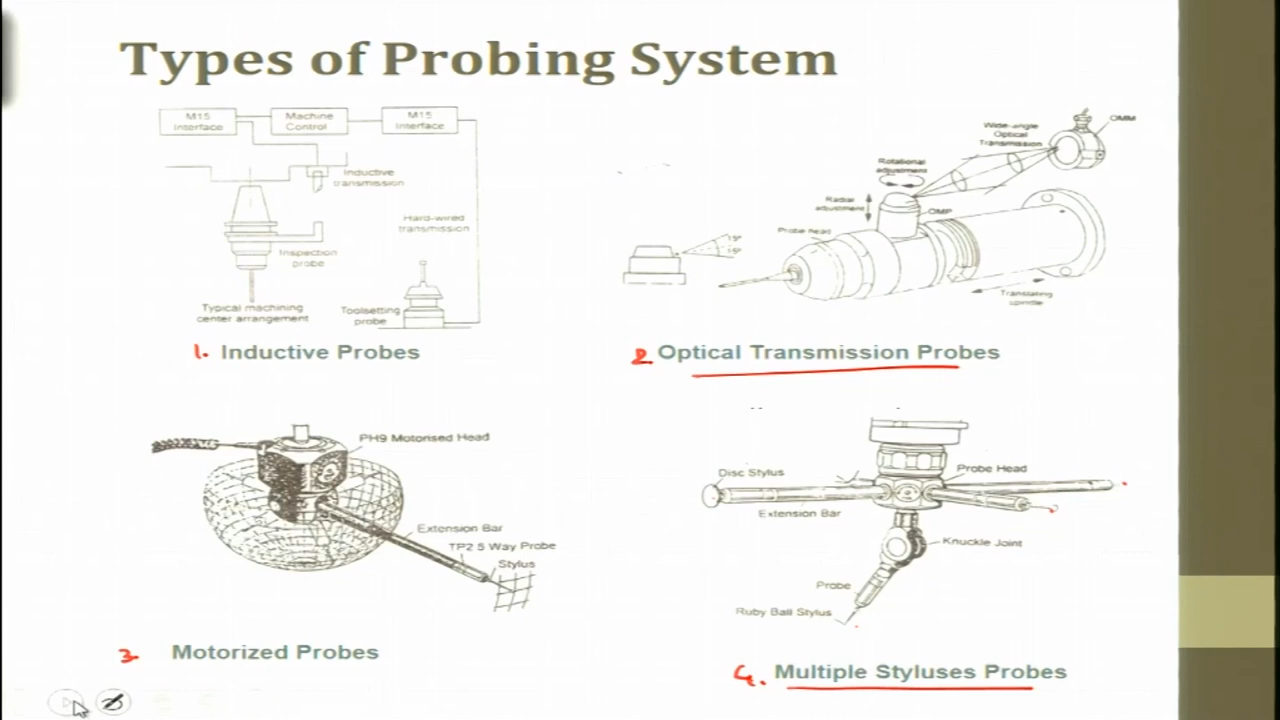 Types of Probing System
M15
Interface
Machine
Control
M15
Interface
Inductive
transmission
Hard-wired
transmission
Inspection
probe
Typical machining
center arrangement
Toolsetting
probe
1. Inductive Probes
Wide-angle
Optical
Transmission
OMM
Rotational
adjustment
Radial
adjustment
OMP
Probe head
15°
15°
Translating
spindle
2 Optical Transmission Probes
PH9 Motorised Head
Extension Bar
TP2 5 Way Probe
Stylus
3. Motorized Probes
Disc Stylus
Probe Head
Extension Bar
Knuckle Joint
Probe
Ruby Ball Stylus
4. Multiple Styluses Probes